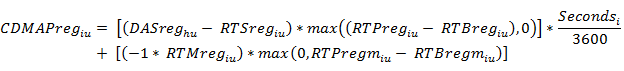 CDMAPreg_iu = [(DASreg_hu − RTSreg_iu) * max((RTPreg_iu − RTBreg_iu), 0)] * Seconds_i / 3600
+ [(−1 * RTMreg_iu) * max(0, RTPregm_iu − RTBregm_iu)]